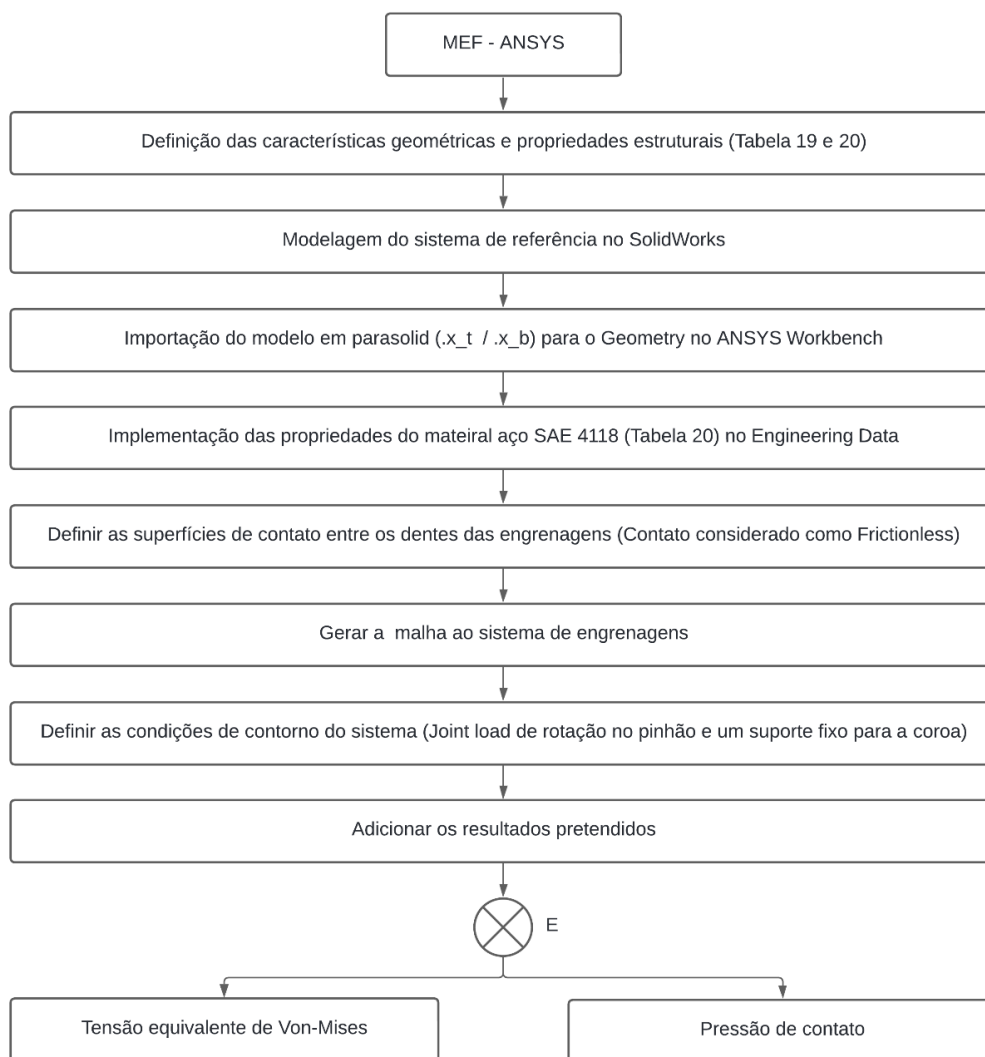 MEF - ANSYS
Definição das característícas geométricas e propriedades estruturais (Tabela 19 e 20)
Modelagem do sistema de referência no SolidWorks
Importação do modelo em parasolid (.x_t / .x_b) para o Geometry no ANSYS Workbench
Implementação das propriedades do mateiral aço SAE 4118 (Tabela 20) no Engineering Data
Definir as superfícies de contato entre os dentes das engrenagens (Contato considerado como Frictionless)
Gerar a malha ao sistema de engrenagens
Definir as condições de contorno do sistema (Joint load de rotação no pinhão e um suporte fixo para a coroa)
Adicionar os resultados pretendidos
E
Tensão equivalente de Von-Mises
Pressão de contato